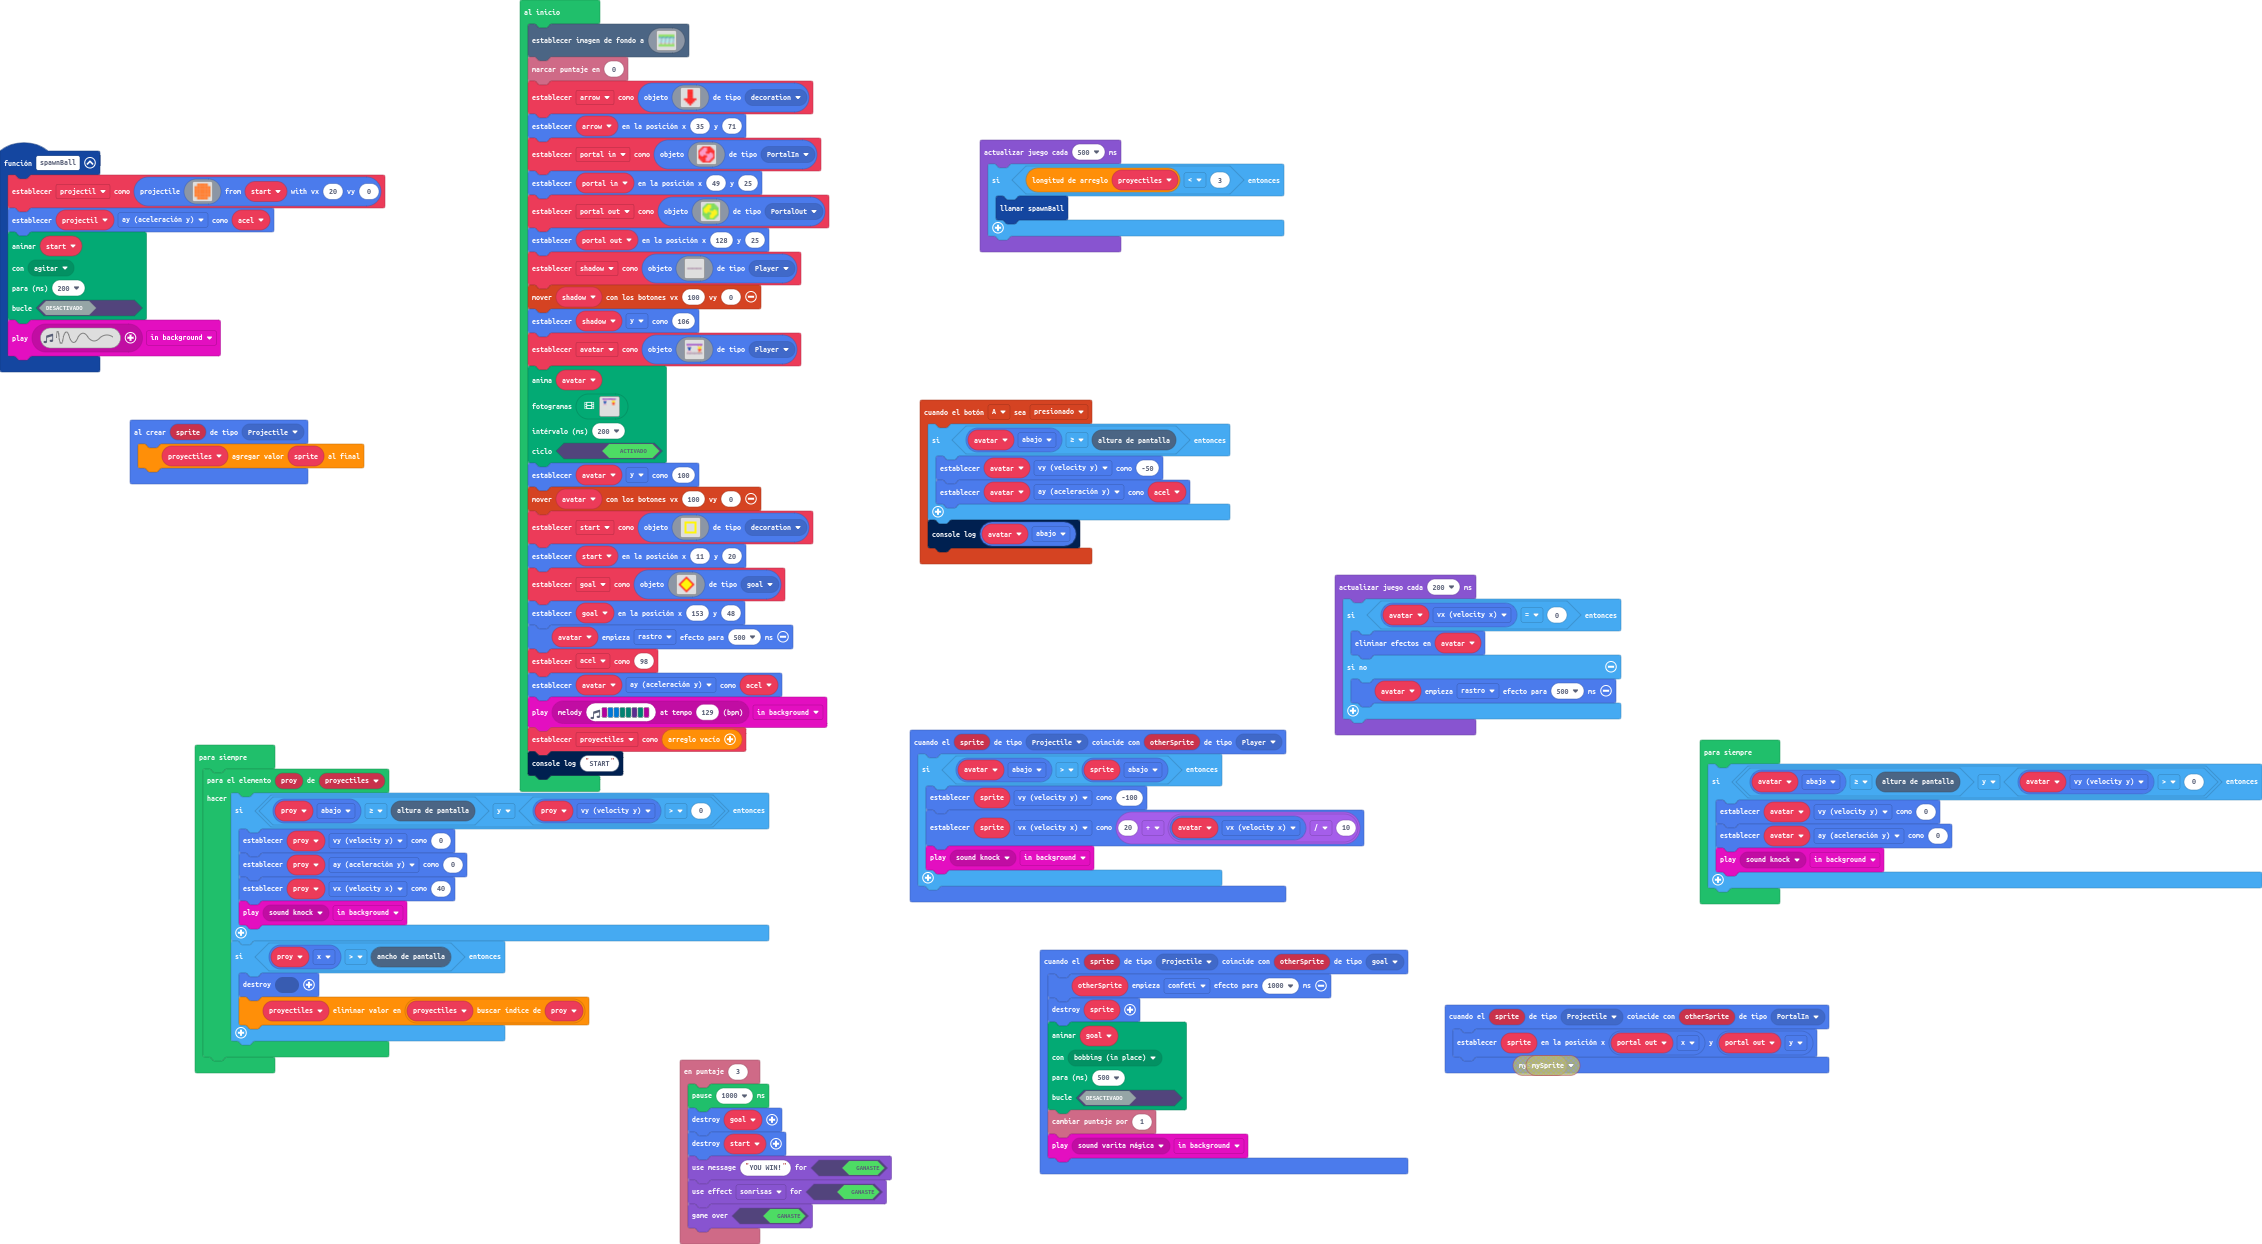 al inicio
establecer imagen de fondo a
marcar puntaje en 0
establecer arrow como objeto de tipo decoration
establecer arrow en la posición x 35 y 71
establecer portal in como objeto de tipo PortalIn
establecer portal in en la posición x 49 y 25
establecer portal out como objeto de tipo PortalOut
establecer portal out en la posición x 128 y 25
establecer shadow como objeto de tipo Player
mover shadow con los botones vx 100 vy 0
establecer shadow y como 106
establecer avatar como objeto de tipo Player
anima avatar
fotogramas
intérvalo (ms) 200
ciclo ACTIVADO
establecer avatar y como 100
mover avatar con los botones vx 100 vy 0
establecer start como objeto de tipo decoration
establecer start en la posición x 11 y 20
establecer goal como objeto de tipo goal
establecer goal en la posición x 153 y 48
avatar empieza rastro efecto para 500 ms
establecer acel como 98
establecer avatar ay (aceleración y) como acel
play melody at tempo 129 (bpm) in background
establecer proyectiles como arreglo vacío
console log "START"
función spawnBall
establecer projectil como projectile from start with vx 20 vy 0
establecer projectil ay (aceleración y) como acel
animar start
con agitar
para (ms) 200
bucle DESACTIVADO
play in background
al crear sprite de tipo Projectile
proyectiles agregar valor sprite al final
actualizar juego cada 500 ms
si longitud de arreglo proyectiles < 3 entonces
llamar spawnBall
cuando el botón A sea presionado
si avatar abajo ≥ altura de pantalla entonces
establecer avatar vy (velocity y) como -50
establecer avatar ay (aceleración y) como acel
console log avatar abajo
actualizar juego cada 200 ms
si avatar vx (velocity x) = 0 entonces
eliminar efectos en avatar
si no
avatar empieza rastro efecto para 500 ms
para siempre
para el elemento proy de proyectiles
hacer
si proy abajo ≥ altura de pantalla y proy vy (velocity y) > 0 entonces
establecer proy vy (velocity y) como 0
establecer proy ay (aceleración y) como 0
establecer proy vx (velocity x) como 40
play sound knock in background
si proy x > ancho de pantalla entonces
destroy
proyectiles eliminar valor en proyectiles buscar índice de proy
cuando el sprite de tipo Projectile coincide con otherSprite de tipo Player
si avatar abajo > sprite abajo entonces
establecer sprite vy (velocity y) como -100
establecer sprite vx (velocity x) como 20 + avatar vx (velocity x) / 10
play sound knock in background
para siempre
si avatar abajo ≥ altura de pantalla y avatar vy (velocity y) > 0 entonces
establecer avatar vy (velocity y) como 0
establecer avatar ay (aceleración y) como 0
play sound knock in background
cuando el sprite de tipo Projectile coincide con otherSprite de tipo goal
otherSprite empieza confeti efecto para 1000 ms
destroy sprite
animar goal
con bobbing (in place)
para (ms) 500
bucle DESACTIVADO
cambiar puntaje por 1
play sound varita mágica in background
cuando el sprite de tipo Projectile coincide con otherSprite de tipo PortalIn
establecer sprite en la posición x portal out x y portal out y
mySprite
en puntaje 3
pause 1000 ms
destroy goal
destroy start
use message "YOU WIN!" for GANASTE
use effect sonrisas for GANASTE
game over GANASTE